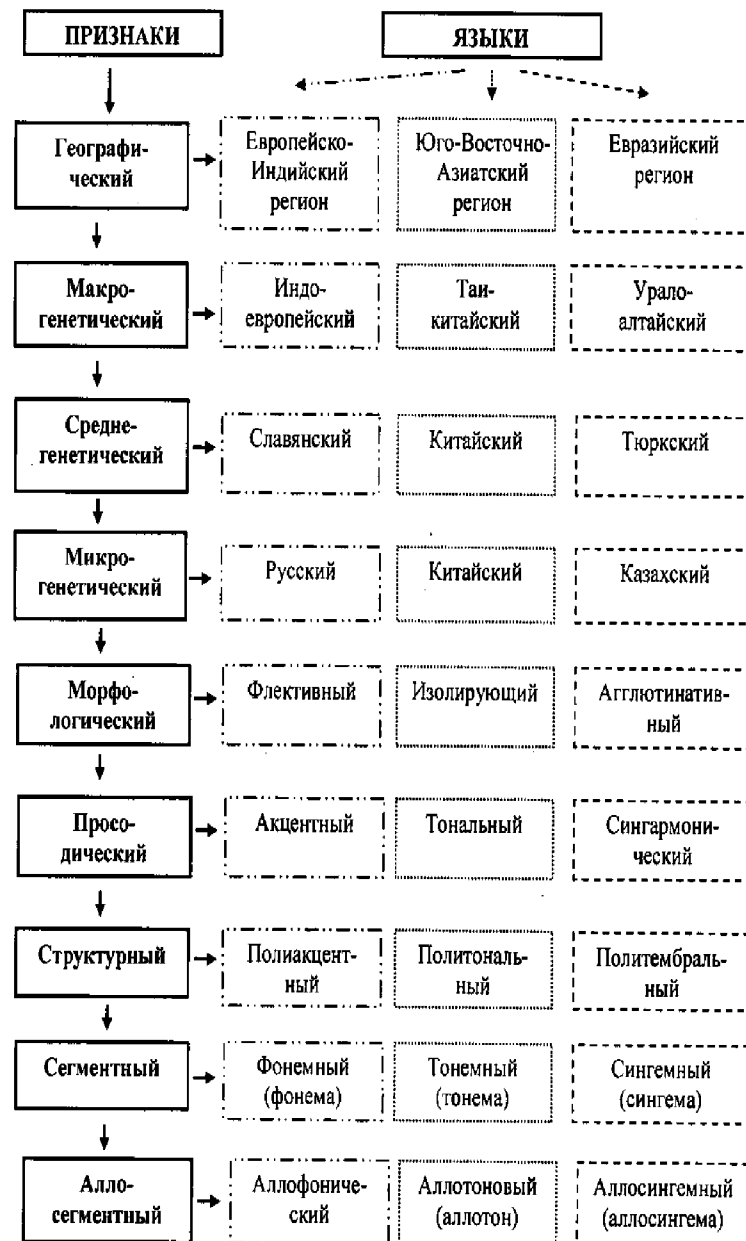 ПРИЗНАКИ
ЯЗЫКИ
Географи-
ческий
Европейско-
Индийский
регион
Юго-Восточно-
Азиатский
регион
Евразийский
регион
Макро-
генетический
Индо-
европейский
Таи-
китайский
Урало-
алтайский
Средне-
генетический
Славянский
Китайский
Тюркский
Микро-
генетический
Русский
Китайский
Казахский
Морфо-
логический
Флективный
Изолирующий
Агглютинатив-
ный
Просо-
дический
Акцентный
Тональный
Сингармони-
ческий
Структурный
Полиакцент-
ный
Политональ-
ный
Политембраль-
ный
Сегментный
Фонемный
(фонема)
Тонемный
(тонема)
Сингемный
(сингема)
Алло-
сегментный
Аллофониче-
ский
Аллотоновый
(аллотон)
Аллосингемный
(аллосингема)